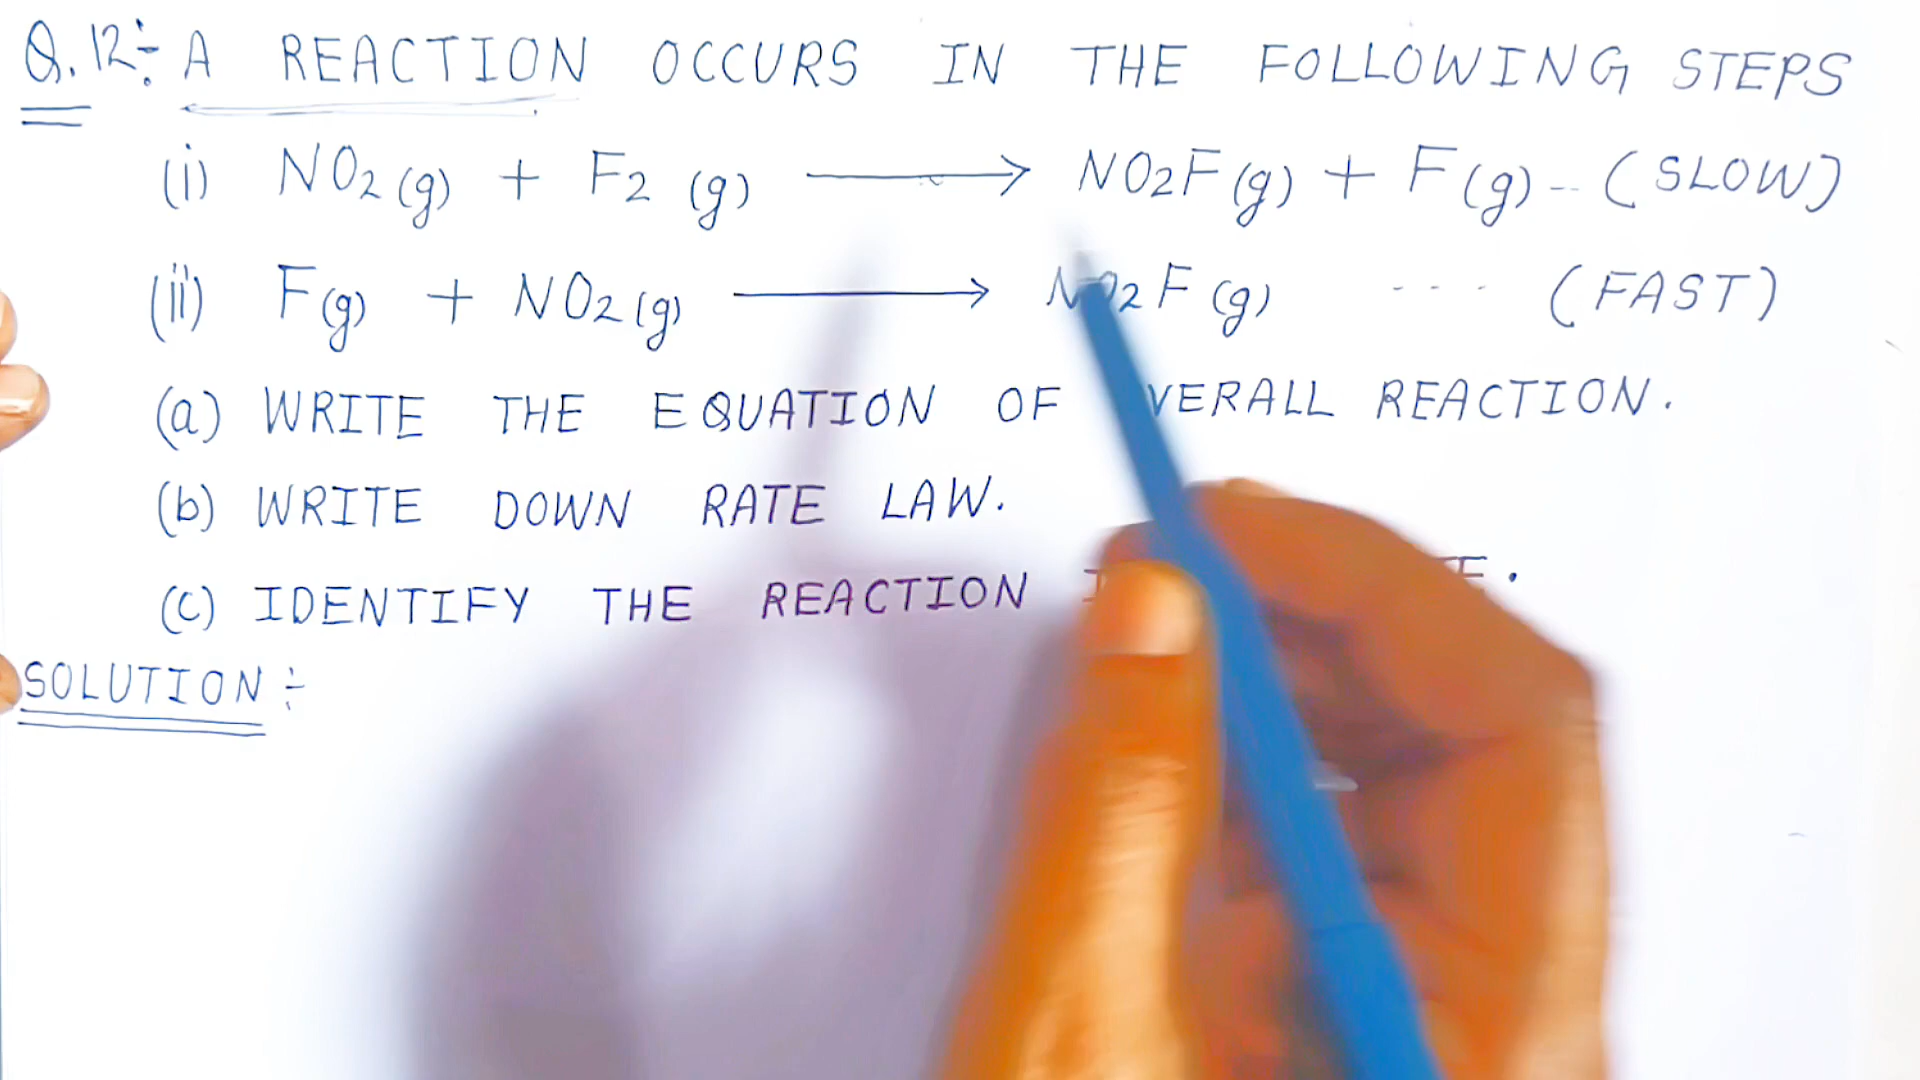 Q.12÷ A REACTION OCCURS IN THE FOLLOWING STEPS
(i) NO2(g) + F2 (g) ⟶ NO2F(g) + F(g) -- (SLOW)
(ii) F(g) + NO2(g) ⟶ NO2F (g) --- (FAST)
(a) WRITE THE EQUATION OF VERALL REACTION.
(b) WRITE DOWN RATE LAW.
(c) IDENTIFY THE REACTION
SOLUTION÷